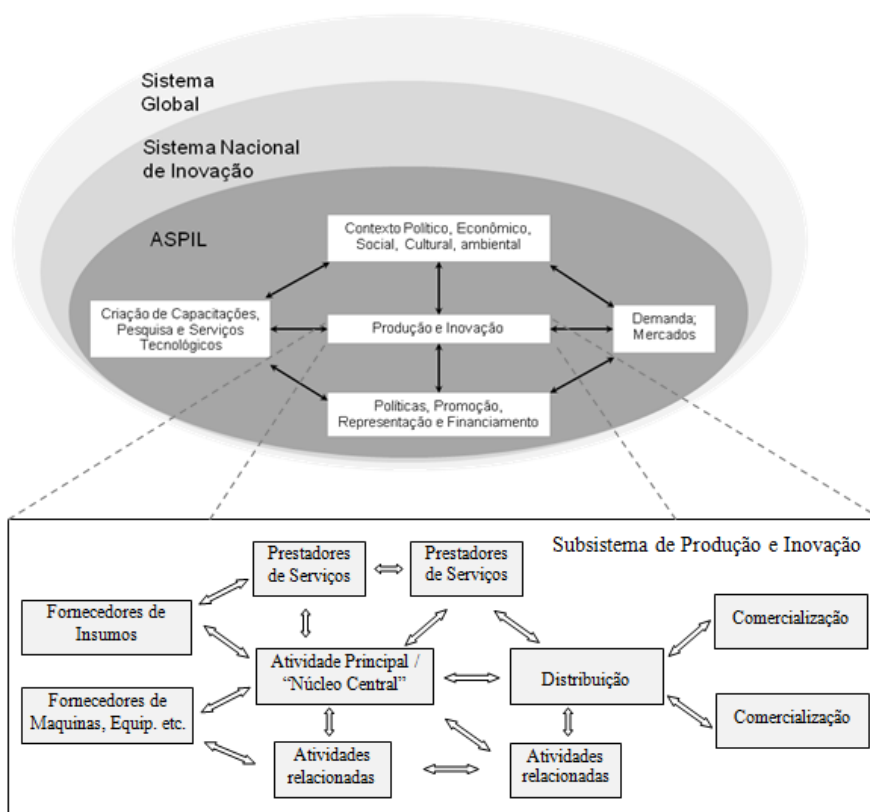 Sistema
Global
Sistema Nacional
de Inovação
ASPIL
Contexto Político, Econômico,
Social, Cultural, ambiental
Criação de Capacitações,
Pesquisa e Serviços
Tecnológicos
Produção e Inovação
Demanda;
Mercados
Políticas, Promoção,
Representação e Financiamento
Subsistema de Produção e Inovação
Prestadores
de Serviços
Prestadores
de Serviços
Fornecedores de
Insumos
Comercialização
Atividade Principal /
“Núcleo Central”
Distribuição
Fornecedores de
Maquinas, Equip. etc.
Comercialização
Atividades
relacionadas
Atividades
relacionadas